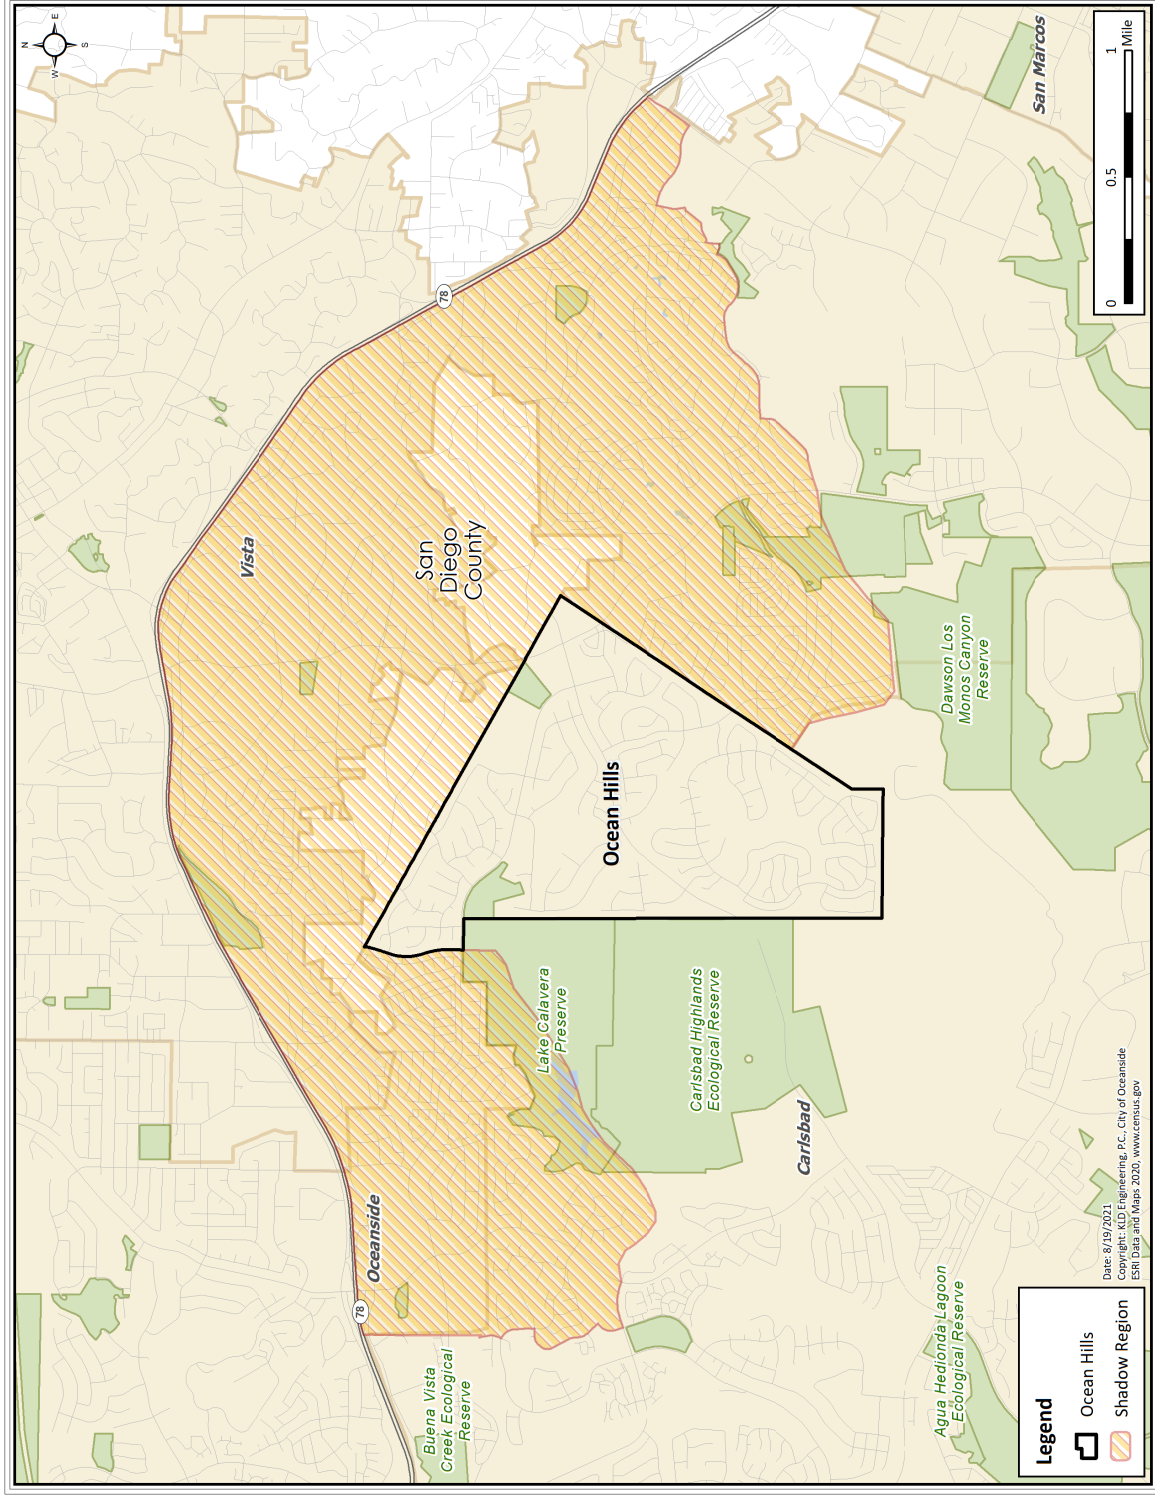 N
E
S
W
San Marcos
1
0.5
0
Mile
78
Vista
San
Diego
County
Ocean Hills
Dawson Los
Monos Canyon
Reserve
Lake Calavera
Preserve
Carlsbad Highlands
Ecological Reserve
Carlsbad
Oceanside
78
Buena Vista
Creek Ecological
Reserve
Agua Hedionda Lagoon
Ecological Reserve
Date: 8/19/2021
Copyright: KLD Engineering, P.C., City of Oceanside
ESRI Data and Maps 2020, www.census.gov
Legend
Ocean Hills
Shadow Region